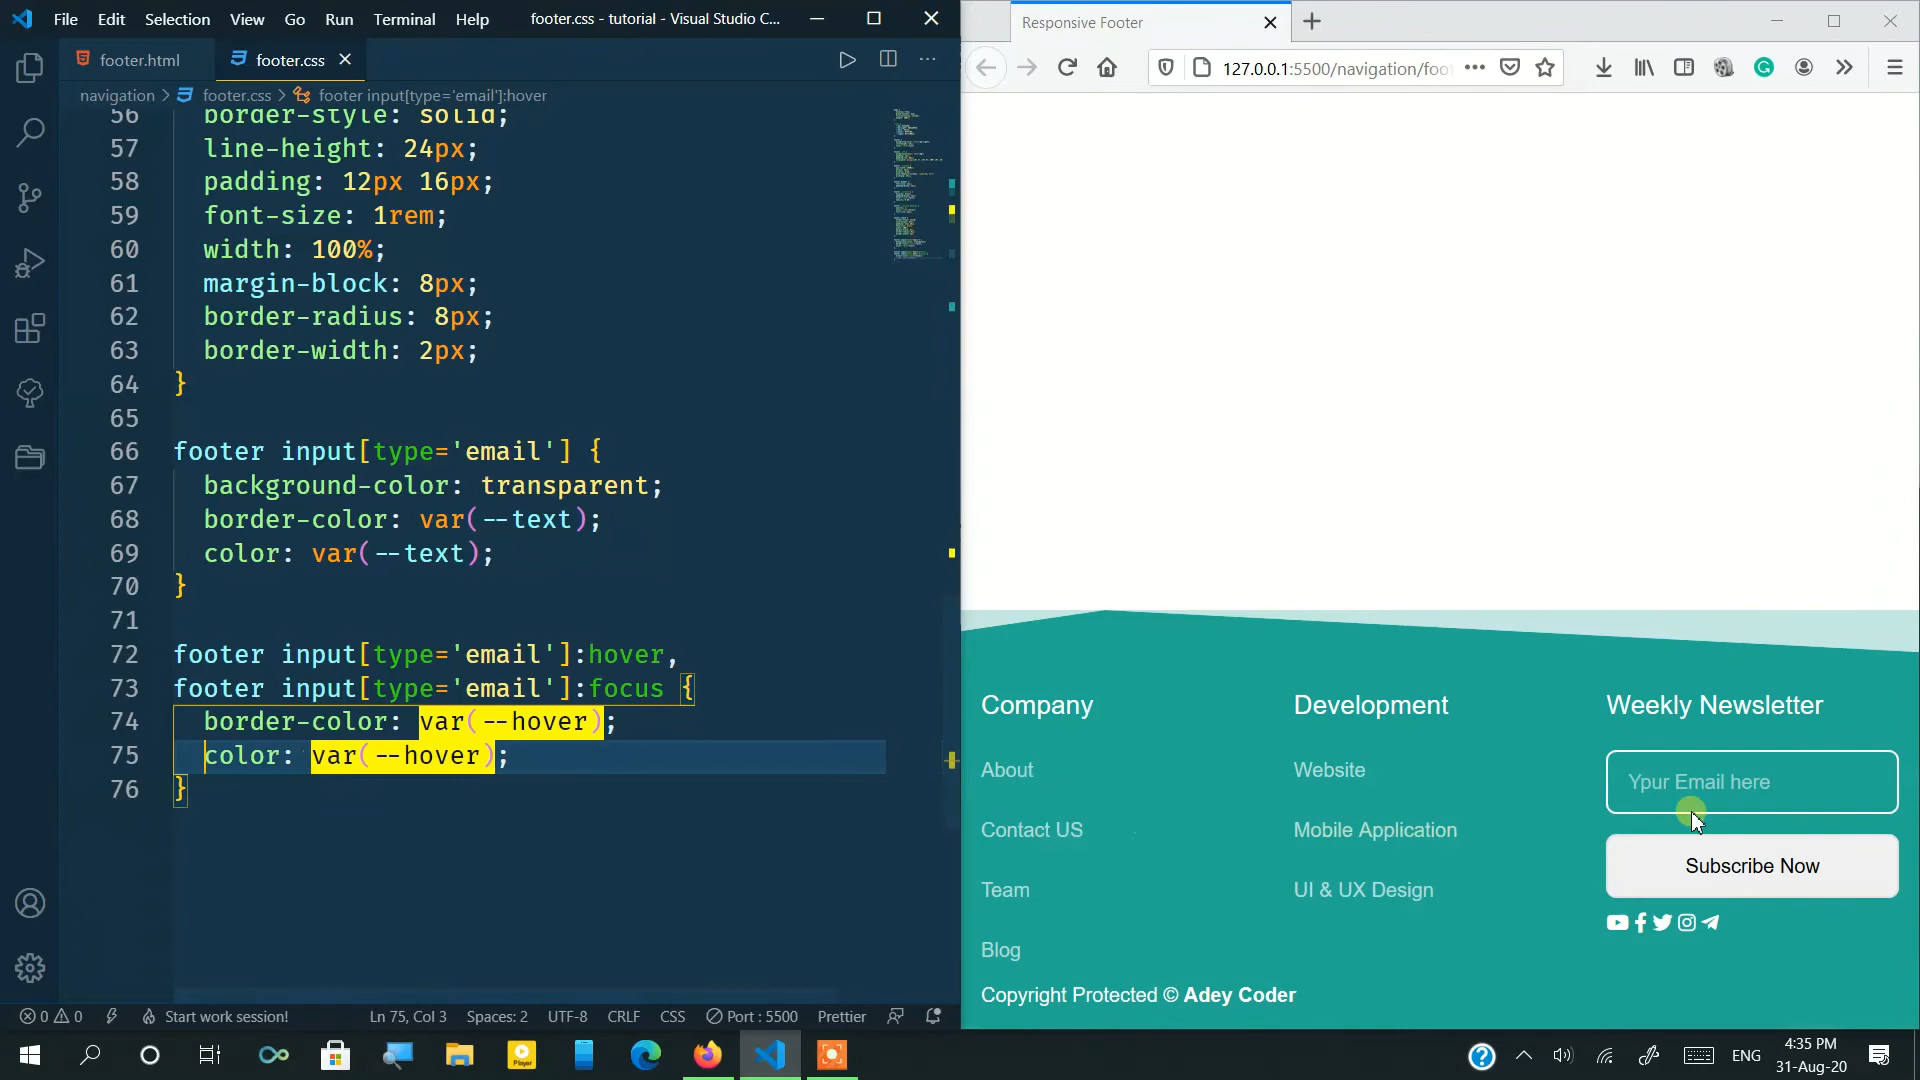 File Edit Selection View Go Run Terminal Help footer.css - tutorial - Visual Studio C...
footer.html footer.css
navigation > footer.css > footer input[type='email']:hover
56 border-style: solid;
57 line-height: 24px;
58 padding: 12px 16px;
59 font-size: 1rem;
60 width: 100%;
61 margin-block: 8px;
62 border-radius: 8px;
63 border-width: 2px;
64 }
65
66 footer input[type='email'] {
67 background-color: transparent;
68 border-color: var(--text);
69 color: var(--text);
70 }
71
72 footer input[type='email']:hover,
73 footer input[type='email']:focus {
74 border-color: var(--hover);
75 color: var(--hover);
76 }
0 0 Start work session! Ln 75, Col 3 Spaces: 2 UTF-8 CRLF CSS Port : 5500 Prettier
Responsive Footer
127.0.0.1:5500/navigation/foo
Company
About
Contact US
Team
Blog
Development
Website
Mobile Application
UI & UX Design
Weekly Newsletter
Ypur Email here
Subscribe Now
Copyright Protected © Adey Coder
Player
ENG
4:35 PM
31-Aug-20